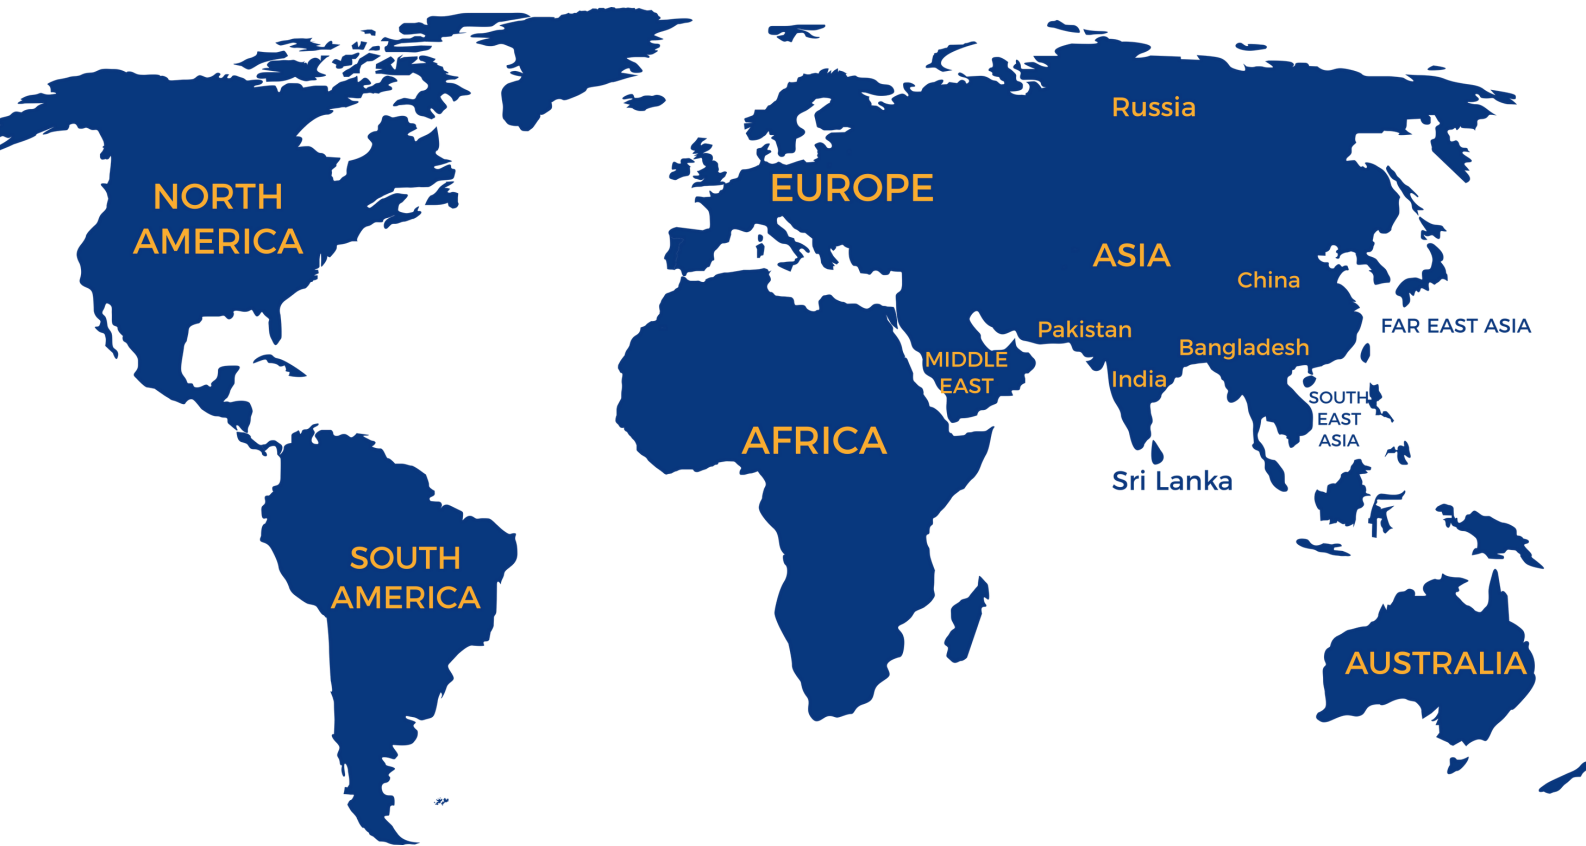 Russia
NORTH
AMERICA
EUROPE
ASIA
China
FAR EAST ASIA
Pakistan
Bangladesh
MIDDLE
EAST
India
SOUTH
EAST
ASIA
AFRICA
Sri Lanka
SOUTH
AMERICA
AUSTRALIA